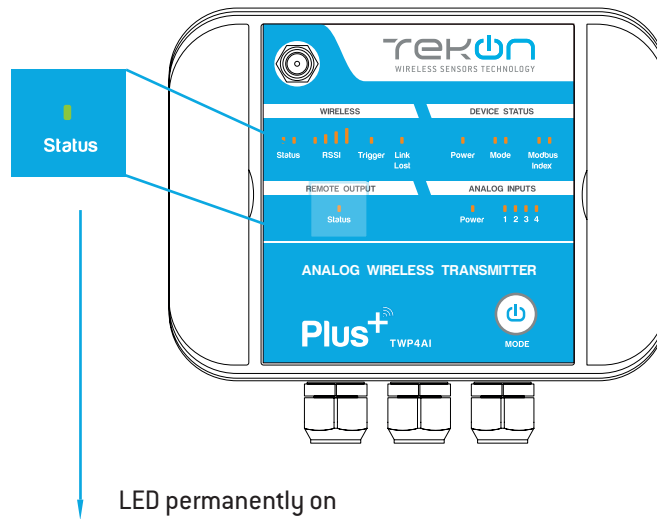 TEKON
WIRELESS SENSORS TECHNOLOGY
WIRELESS
DEVICE STATUS
Status RSSI Trigger Link Lost
Power Mode Modbus Index
REMOTE OUTPUT
ANALOG INPUTS
Status
Power 1 2 3 4
ANALOG WIRELESS TRANSMITTER
Plus+ TWP4AI
MODE
Status
LED permanently on